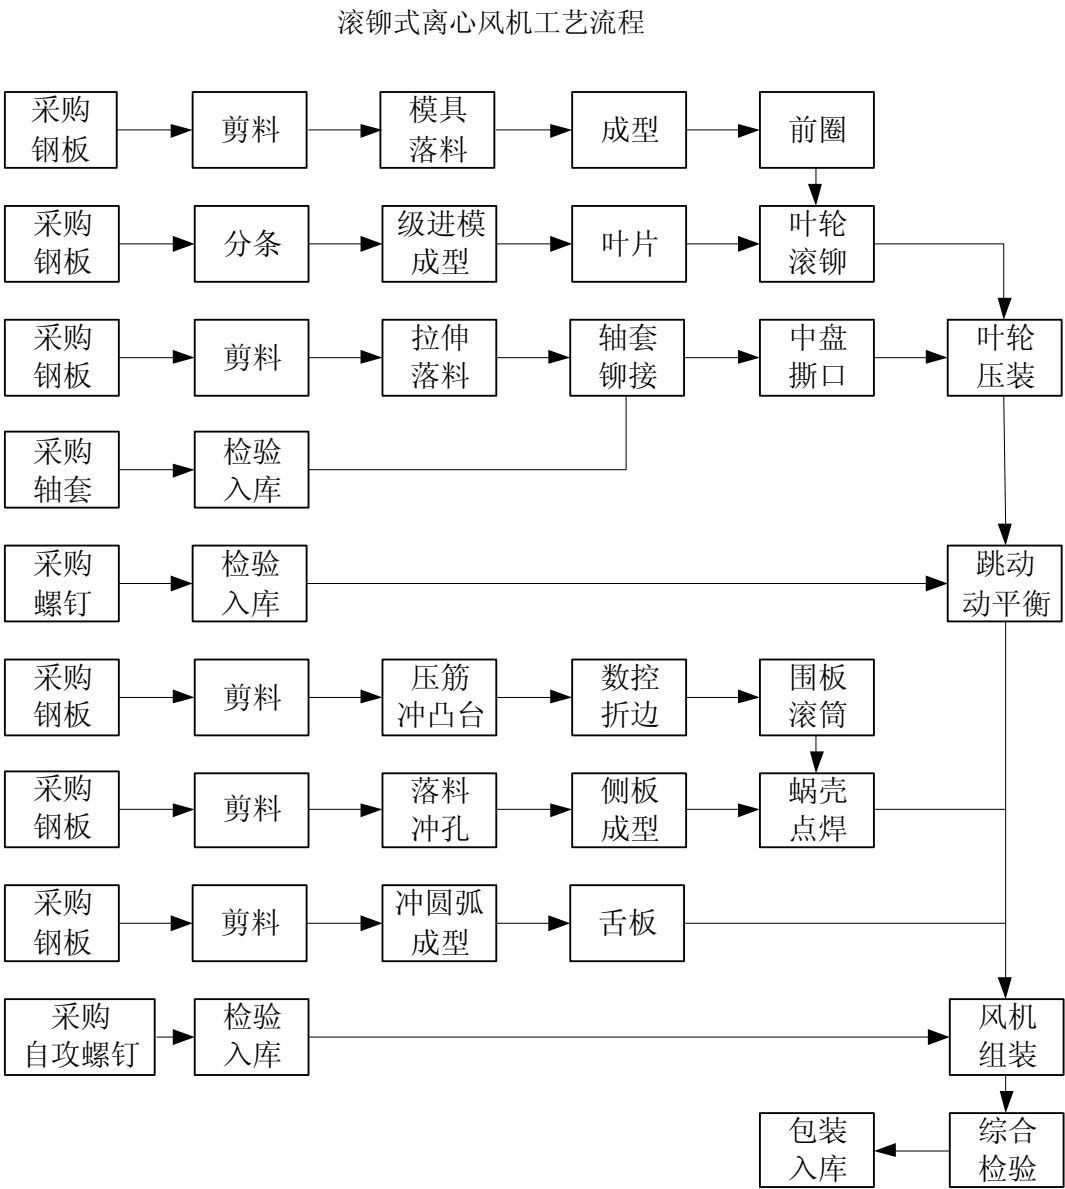 滚铆式离心风机工艺流程
采购
钢板
剪料
模具
落料
成型
前圈
采购
钢板
分条
级进模
成型
叶片
叶轮
滚铆
采购
钢板
剪料
拉伸
落料
轴套
铆接
中盘
撕口
叶轮
压装
采购
轴套
检验
入库
采购
螺钉
检验
入库
跳动
动平衡
采购
钢板
剪料
压筋
冲凸台
数控
折边
围板
滚筒
采购
钢板
剪料
落料
冲孔
侧板
成型
蜗壳
点焊
采购
钢板
剪料
冲圆弧
成型
舌板
采购
自攻螺钉
检验
入库
风机
组装
包装
入库
综合
检验